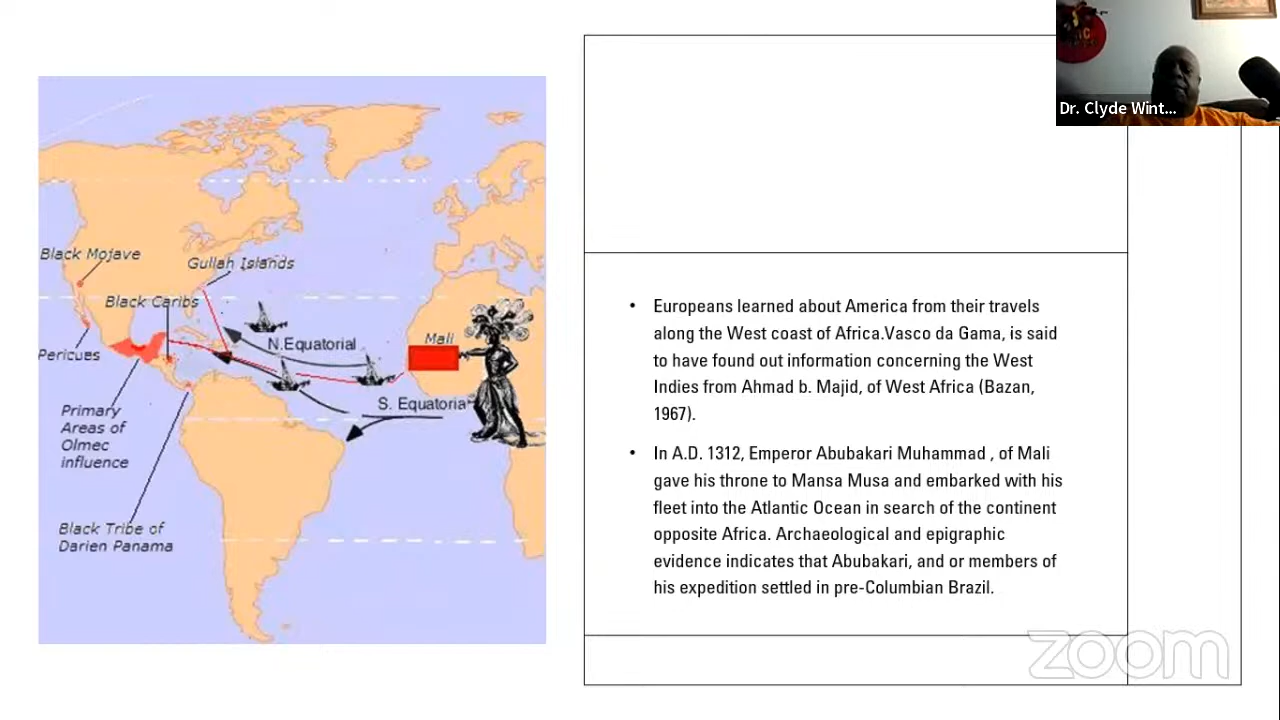 Dr. Clyde Wint...
Black Mojave
Gullah Islands
Black Caribs
N.Equatorial
Mali
Pericues
S. Equatoria
Primary
Areas of
Olmec
influence
Black Tribe of
Darien Panama
• Europeans learned about America from their travels
along the West coast of Africa.Vasco da Gama, is said
to have found out information concerning the West
Indies from Ahmad b. Majid, of West Africa (Bazan,
1967).
• In A.D. 1312, Emperor Abubakari Muhammad , of Mali
gave his throne to Mansa Musa and embarked with his
fleet into the Atlantic Ocean in search of the continent
opposite Africa. Archaeological and epigraphic
evidence indicates that Abubakari, and or members of
his expedition settled in pre-Columbian Brazil.
zoom